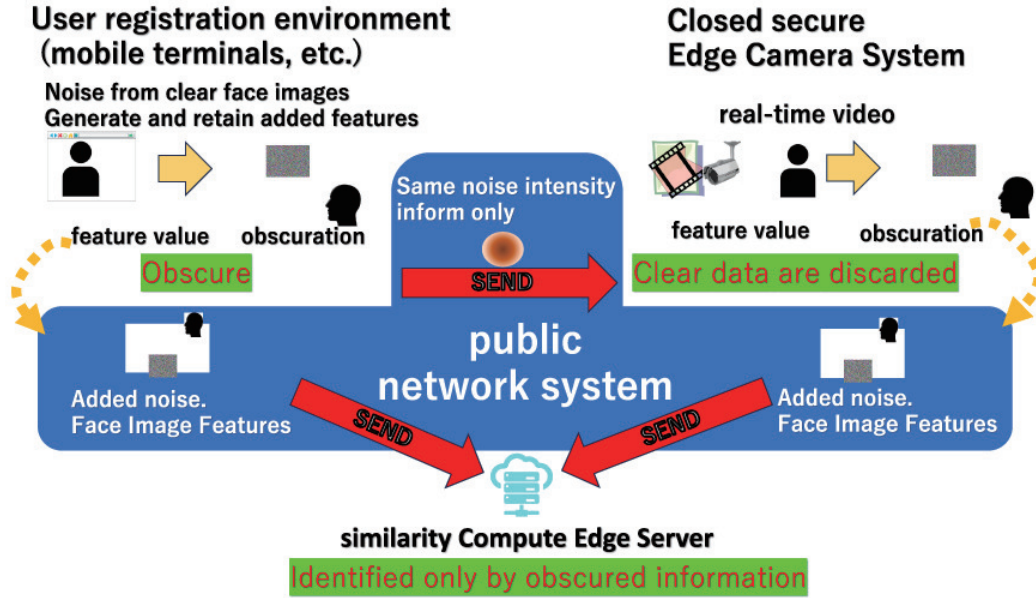 User registration environment
(mobile terminals, etc.)
Noise from clear face images
Generate and retain added features
feature value
obscuration
Obscure
Same noise intensity
inform only
SEND
Closed secure
Edge Camera System
real-time video
feature value
obscuration
Clear data are discarded
public
network system
Added noise.
Face Image Features
SEND
SEND
Added noise.
Face Image Features
similarity Compute Edge Server
Identified only by obscured information